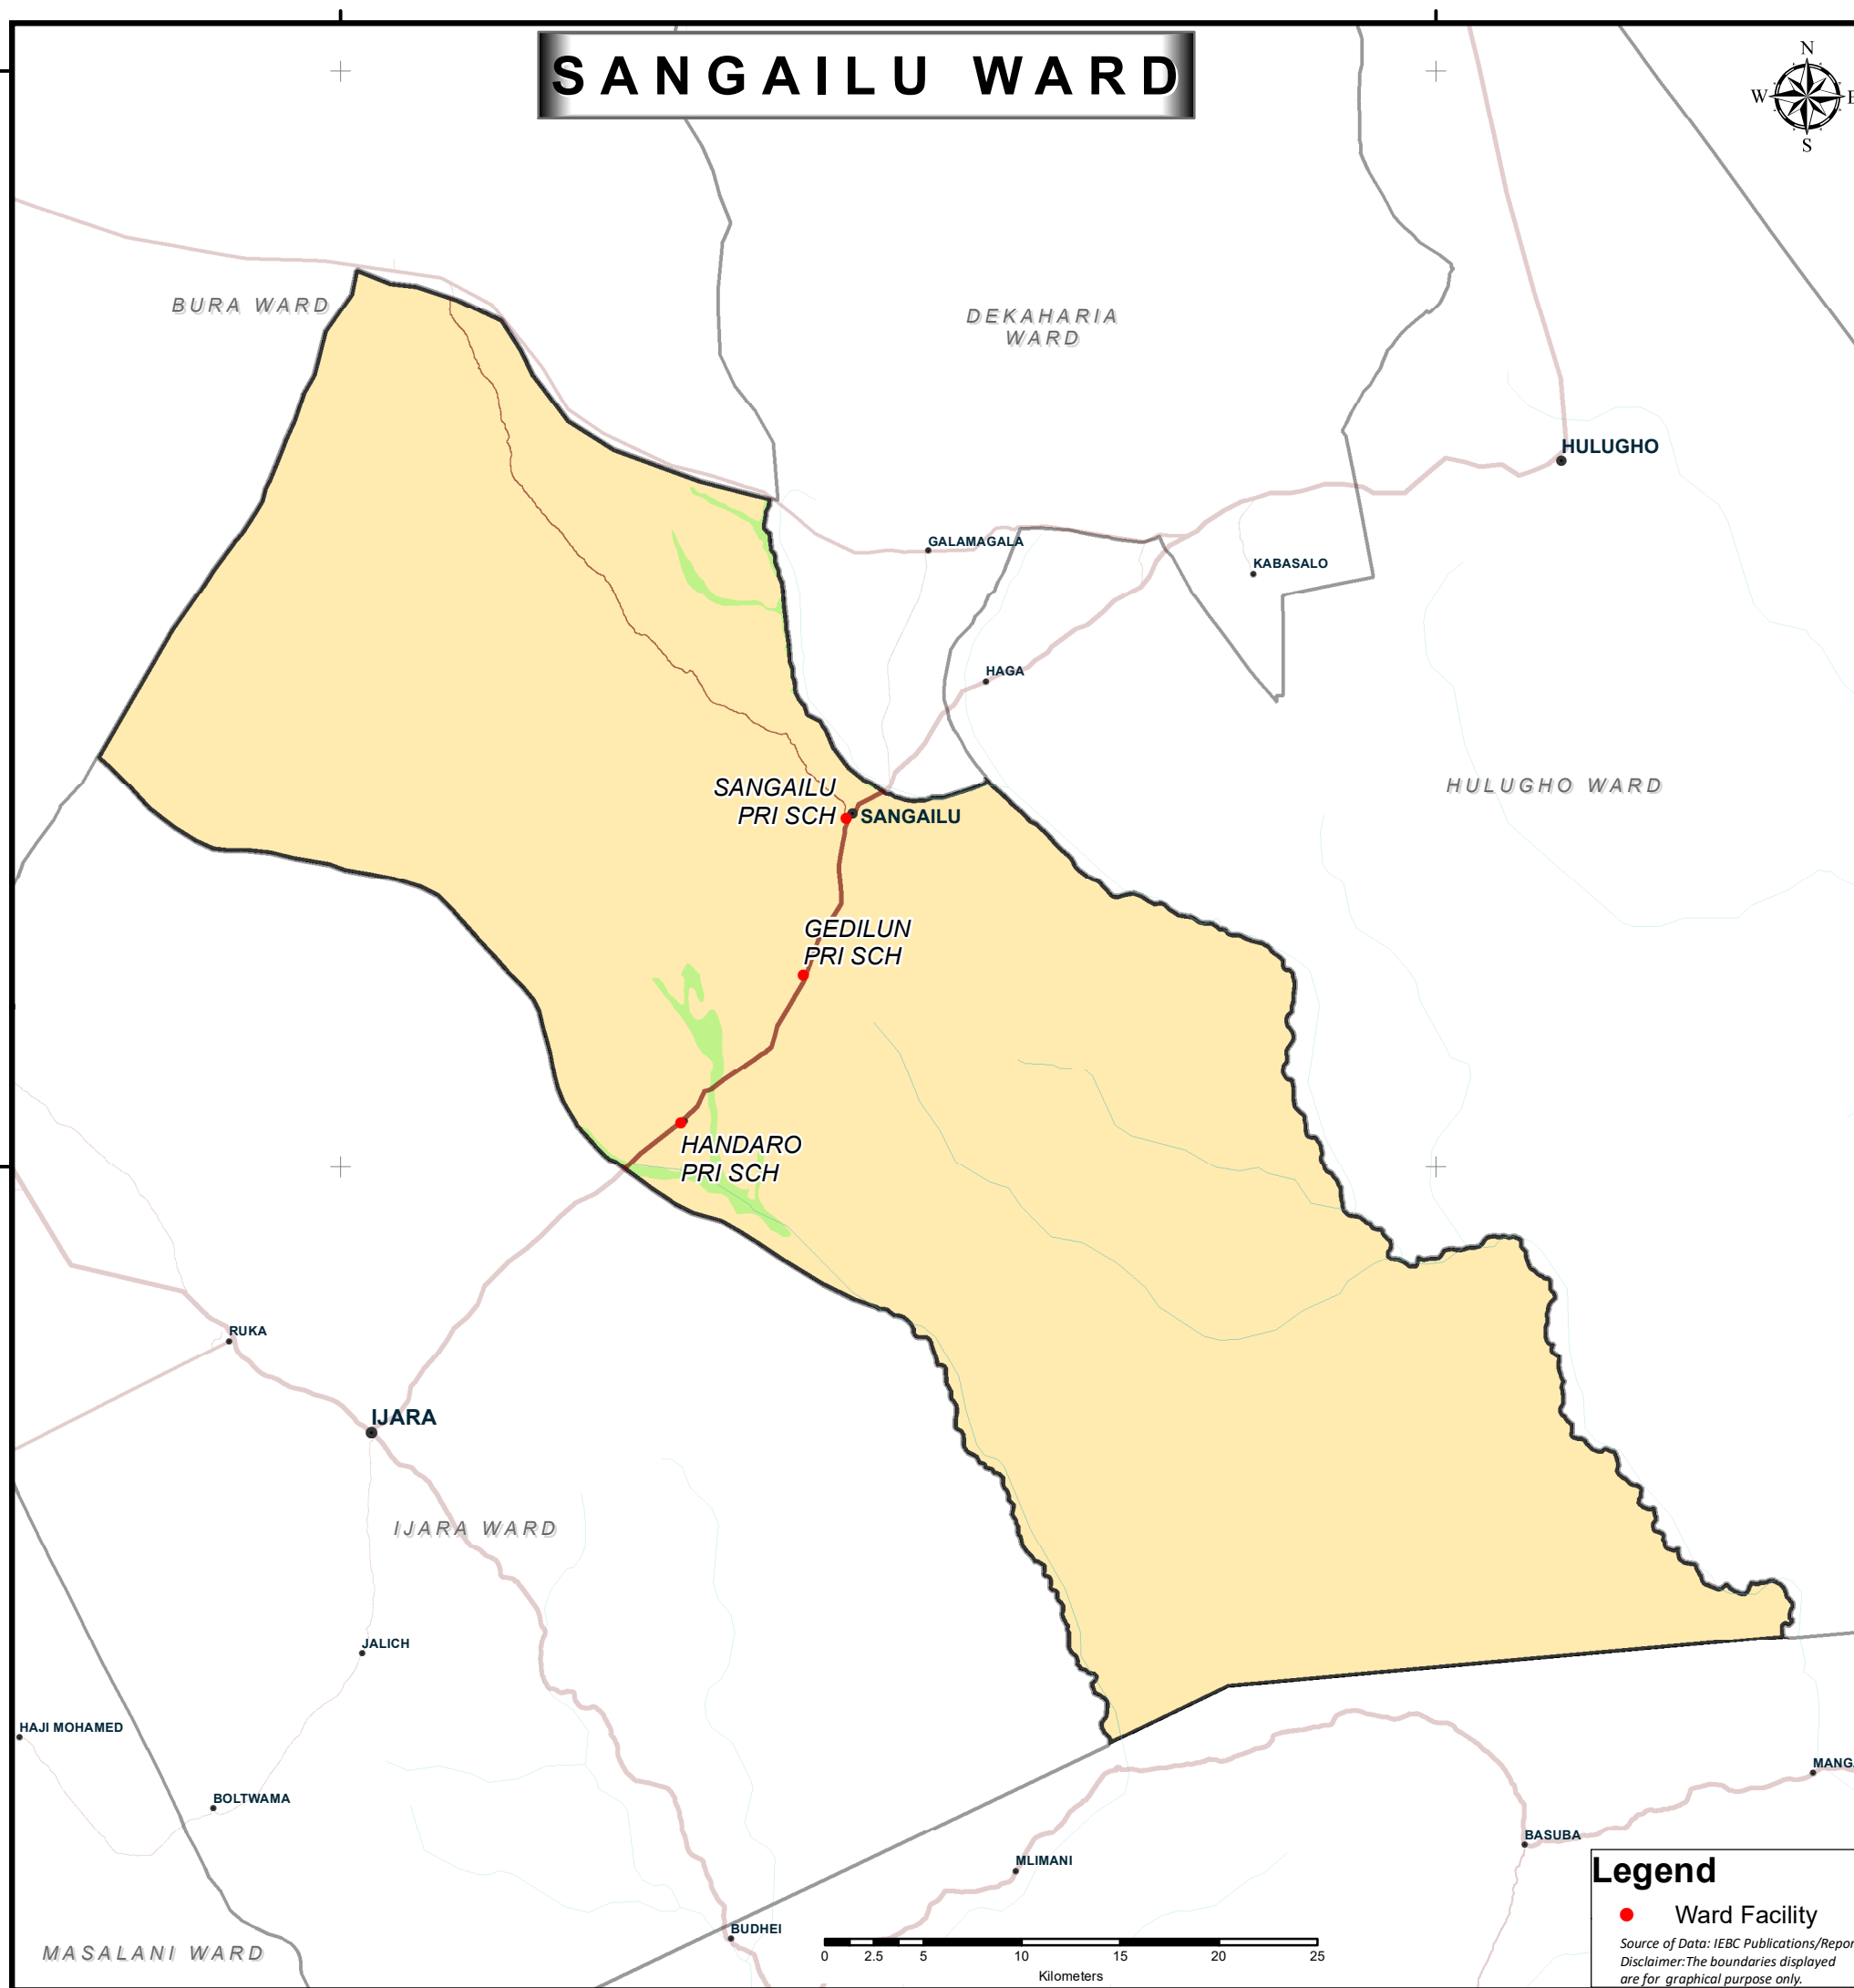 SANGAILU WARD
N
W E
S
BURA WARD
DEKAHARIA
WARD
HULUGHO
GALAMAGALA
KABASALO
HAGA
SANGAILU
PRI SCH
SANGAILU
HULUGHO WARD
GEDILUN
PRI SCH
HANDARO
PRI SCH
RUKA
IJARA
IJARA WARD
JALICH
HAJI MOHAMED
BOLTWAMA
MANG
BASUBA
MLIMANI
BUDHEI
MASALANI WARD
0 2.5 5 10 15 20 25
Kilometers
Legend
Ward Facility
Source of Data: IEBC Publications/Repor
Disclaimer:The boundaries displayed
are for graphical purpose only.